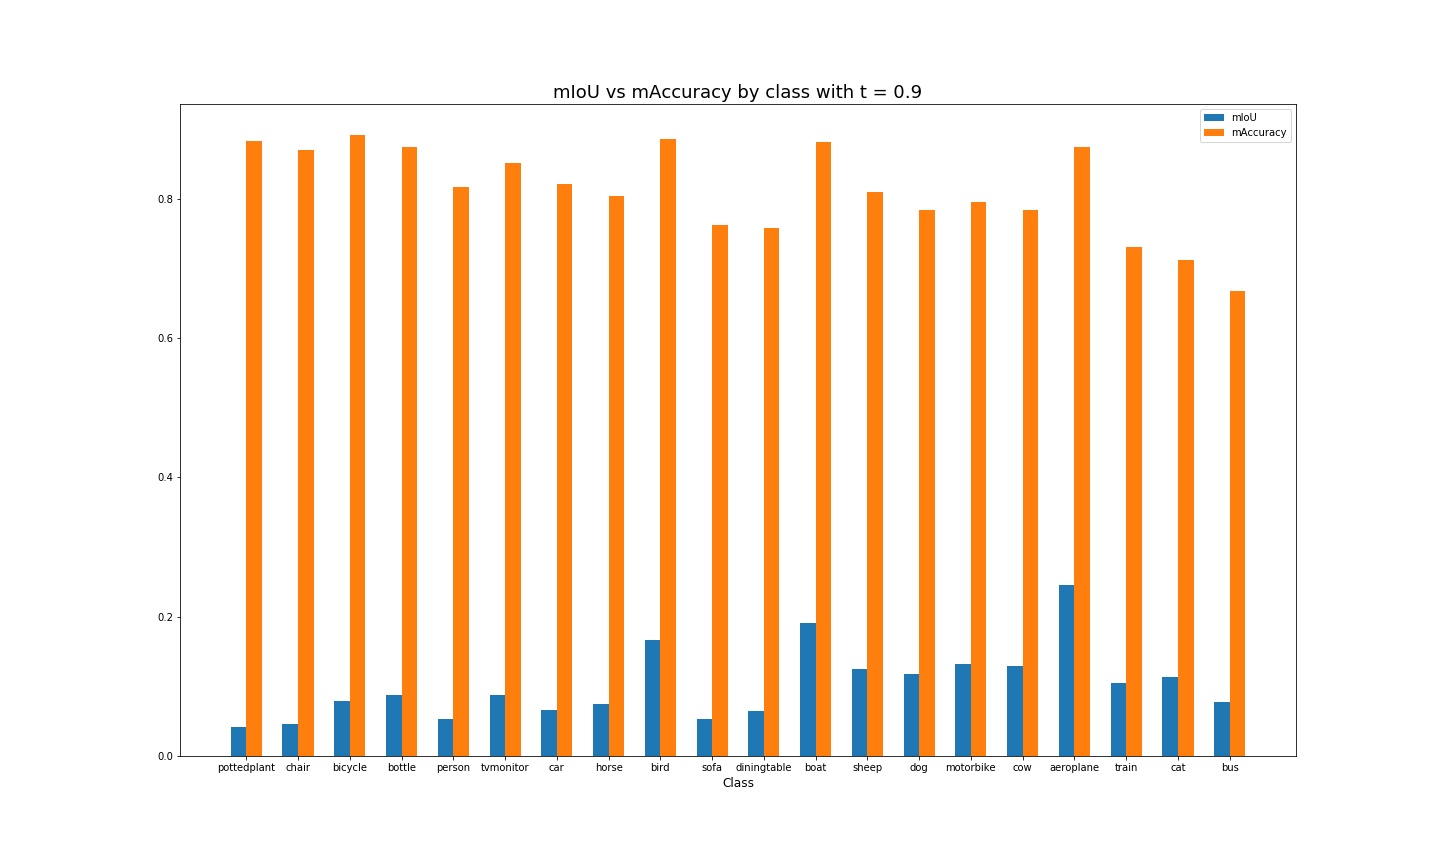 mIoU vs mAccuracy by class with t = 0.9
mIoU
mAccuracy
0.8
0.6
0.4
0.2
0.0
pottedplant chair bicycle bottle person tvmonitor car horse bird sofa diningtable boat sheep dog motorbike cow aeroplane train cat bus
Class